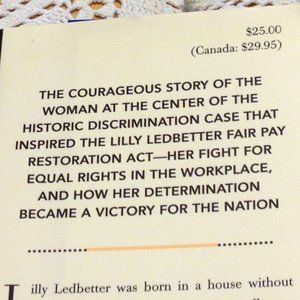 $25.00
(Canada: $29.95)
THE COURAGEOUS STORY OF THE
WOMAN AT THE CENTER OF THE
HISTORIC DISCRIMINATION CASE THAT
INSPIRED THE LILLY LEDBETTER FAIR PAY
RESTORATION ACT—HER FIGHT FOR
EQUAL RIGHTS IN THE WORKPLACE,
AND HOW HER DETERMINATION
BECAME A VICTORY FOR THE NATION
illy Ledbetter was born in a house without